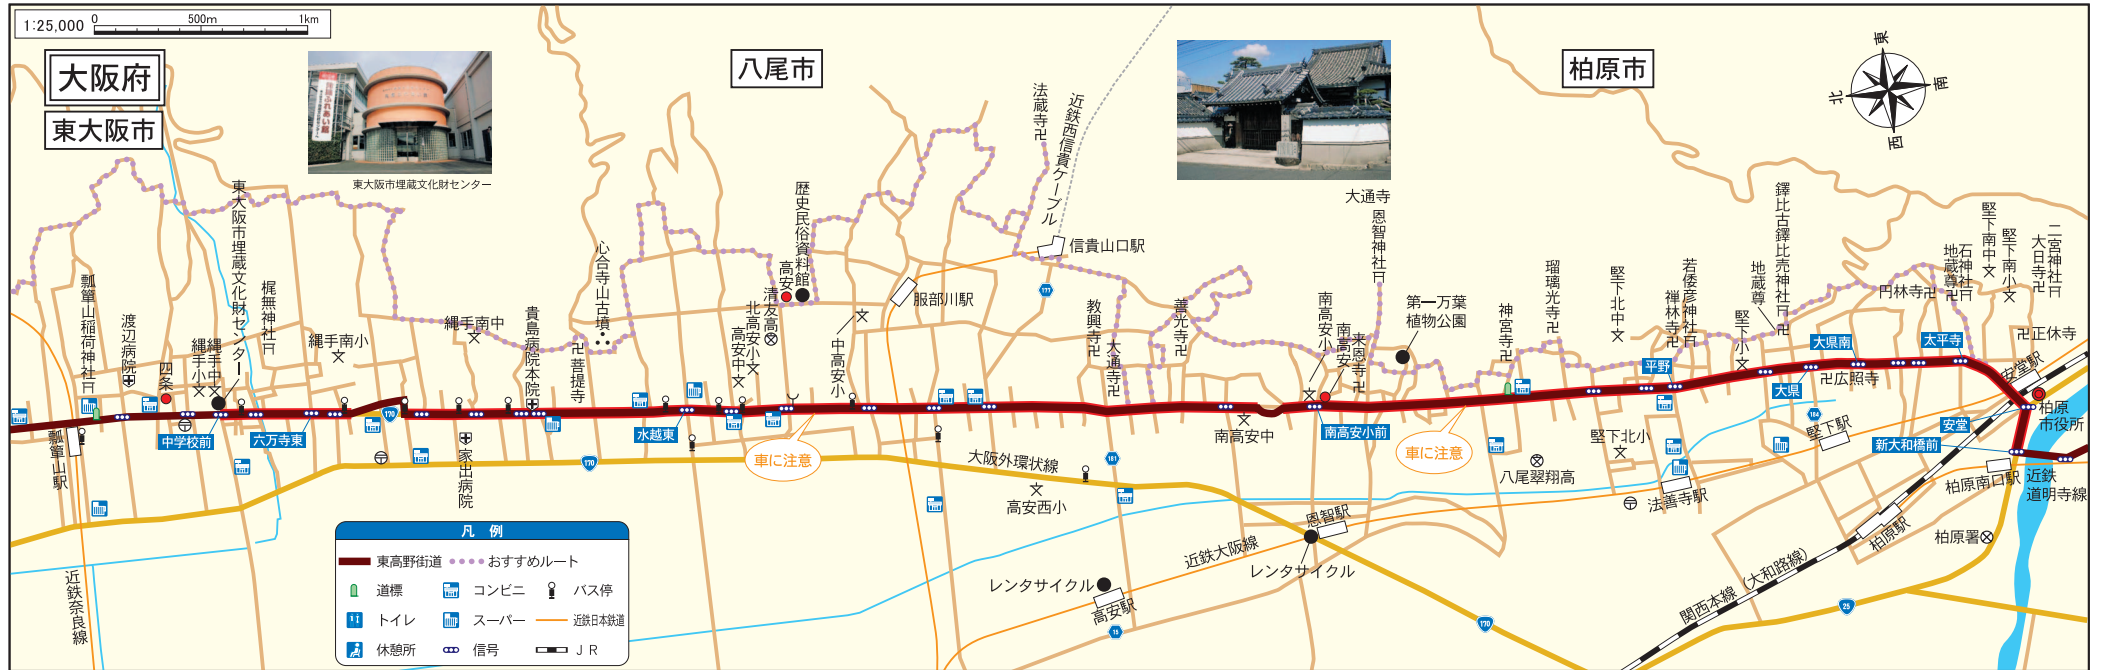 1:25,000
0 500m 1km
大阪府
東大阪市
八尾市
柏原市
東
南
西
北
東大阪市埋蔵文化財センター
大通寺
法蔵寺
近鉄西信貴ケーブル
信貴山口駅
服部川駅
歴史民俗資料館
高安
清友高
北高安小
高安中
中高安小
心合寺山古墳
菩提寺
貴島病院本院
縄手南中
縄手南小
梶無神社
東大阪市埋蔵文化財センター
縄手中
縄手小
四条
渡辺病院
瓢箪山稲荷神社
瓢箪山駅
中学校前
六万寺東
170
水越東
車に注意
家出病院
170
大阪外環状線
高安西小
177
教興寺
大通寺
善光寺
181
南高安中
南高安小
南高安
来恩寺
恩智神社
第一万葉
植物公園
南高安小前
車に注意
神宮寺
瑠璃光寺
堅下北中
若倭彦神社
禅林寺
平野
堅下小
地蔵尊
鐸比古鐸比売神社
大県南
大県
広照寺
円林寺
太平寺
地蔵尊
石神社
堅下南中
堅下南小
大日寺
二宮神社
正休寺
安堂駅
柏原
市役所
安堂
新大和橋前
184
堅下駅
堅下北小
八尾翠翔高
法善寺駅
柏原南口駅
近鉄
道明寺線
柏原署
柏原駅
関西本線（大和路線）
25
恩智駅
レンタサイクル
近鉄大阪線
レンタサイクル
高安駅
15
170
近鉄奈良線
凡例
東高野街道
おすすめルート
道標
コンビニ
バス停
トイレ
スーパー
近鉄日本鉄道
休憩所
信号
ＪＲ